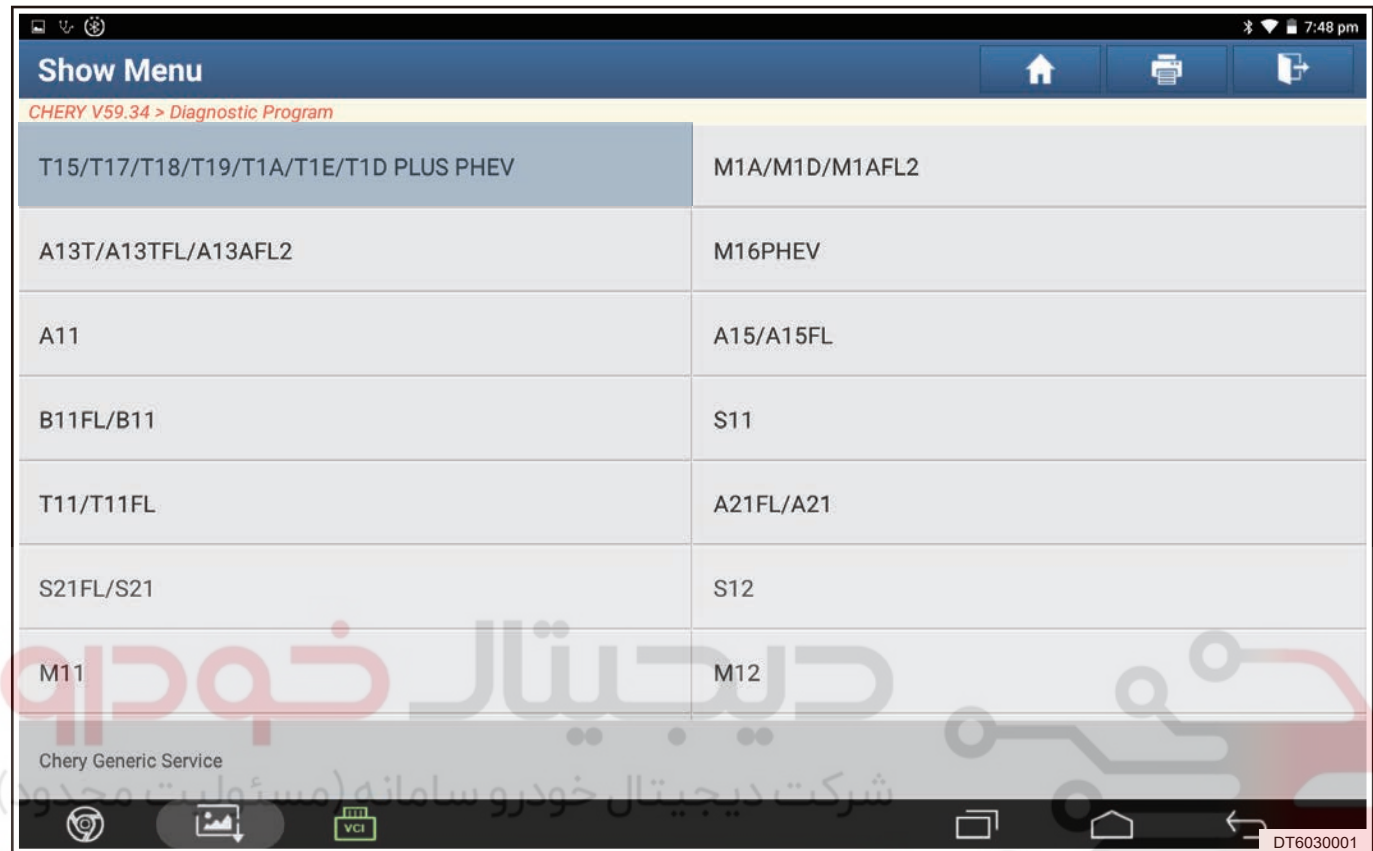 7:48 pm
Show Menu
CHERY V59.34 > Diagnostic Program
T15/T17/T18/T19/T1A/T1E/T1D PLUS PHEV
M1A/M1D/M1AFL2
A13T/A13TFL/A13AFL2
M16PHEV
A11
A15/A15FL
B11FL/B11
S11
T11/T11FL
A21FL/A21
S21FL/S21
S12
M11
M12
دیجیتال خودرو
Chery Generic Service
شرکت دیجیتال خودرو سامانه (مسئولیت محدود)
VCI
DT6030001